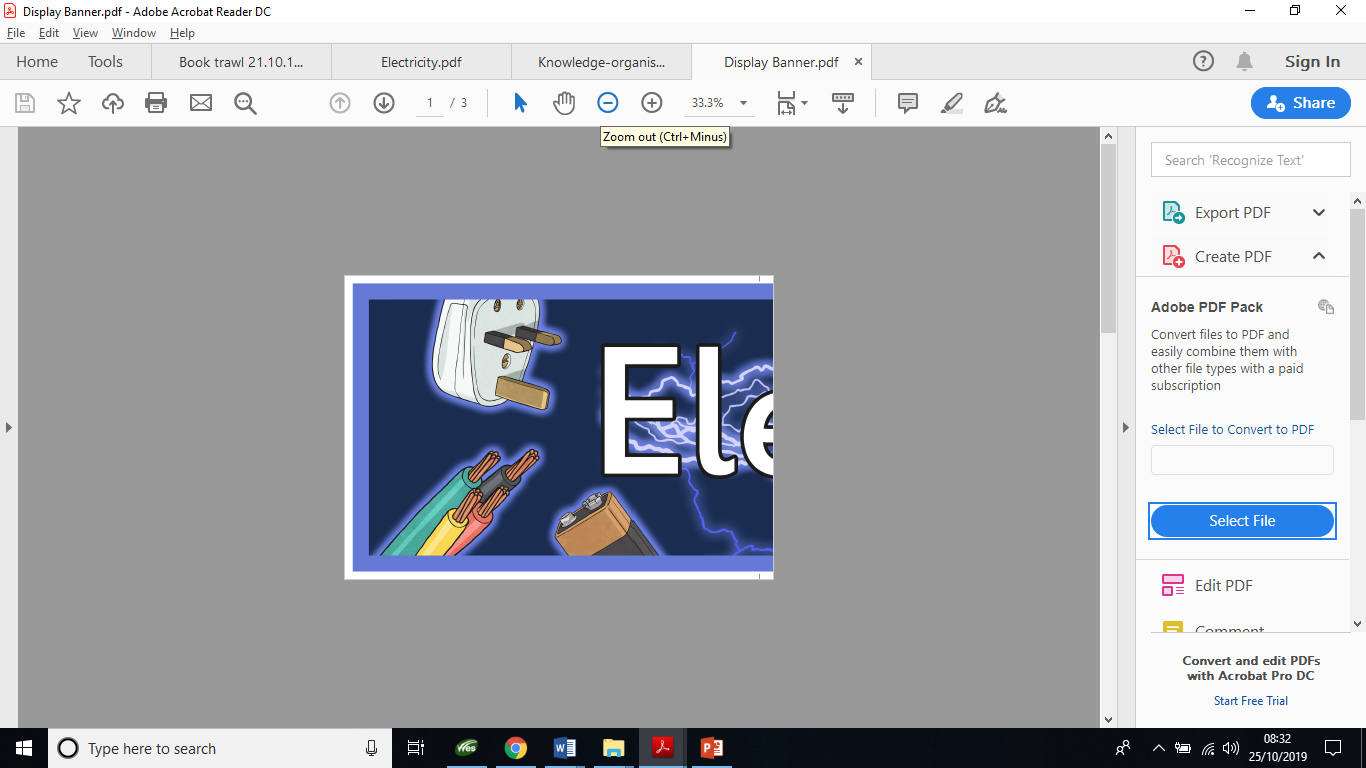 Display Banner.pdf - Adobe Acrobat Reader DC
File Edit View Window Help
Home Tools Book trawl 21.10.1... Electricity.pdf Knowledge-organis... Display Banner.pdf × Sign In
1 / 3 33.3% Share
Zoom out (Ctrl+Minus)
Search 'Recognize Text'
Export PDF
Create PDF
Adobe PDF Pack
Convert files to PDF and
easily combine them with
other file types with a paid
subscription
Select File to Convert to PDF
Select File
Edit PDF
Comment
Convert and edit PDFs
with Acrobat Pro DC
Start Free Trial
Ele
Type here to search
08:32
25/10/2019